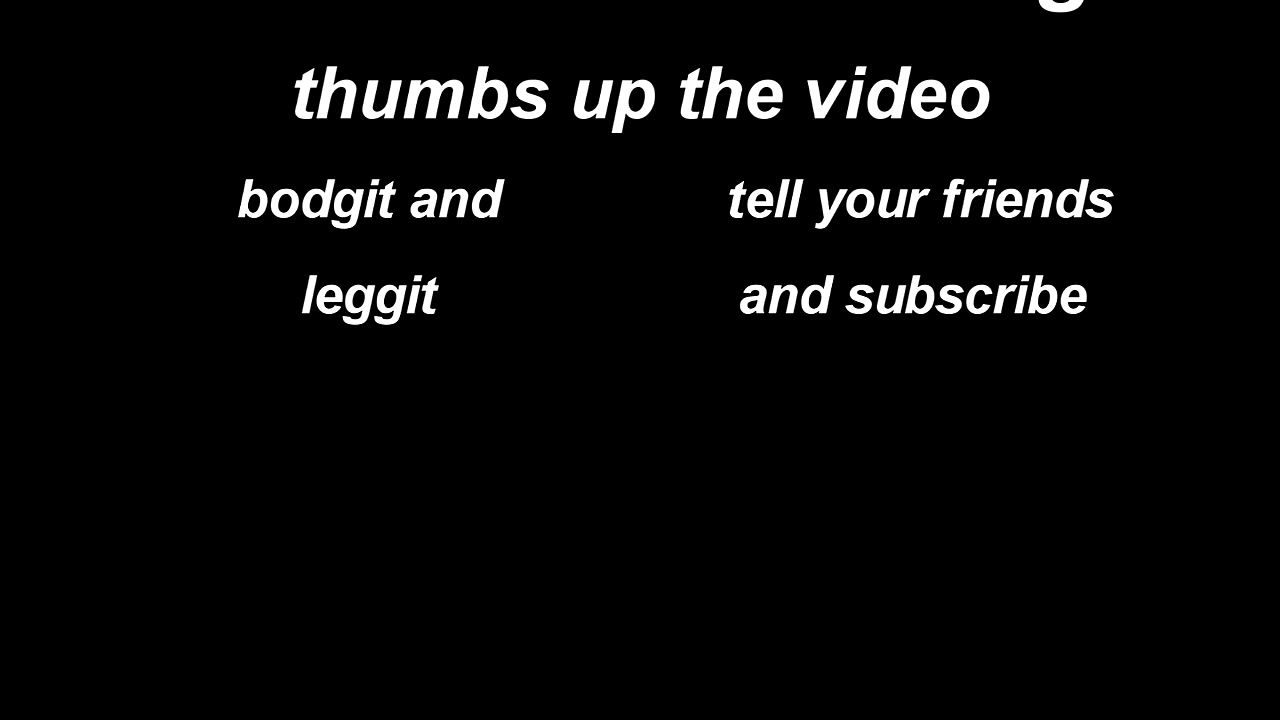 thumbs up the video
bodgit and
leggit
tell your friends
and subscribe